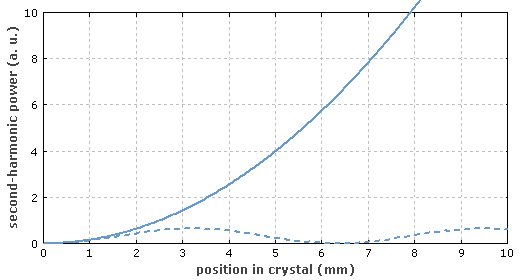 second-harmonic power (a. u.)
10
8
6
4
2
0
0 1 2 3 4 5 6 7 8 9 10
position in crystal (mm)